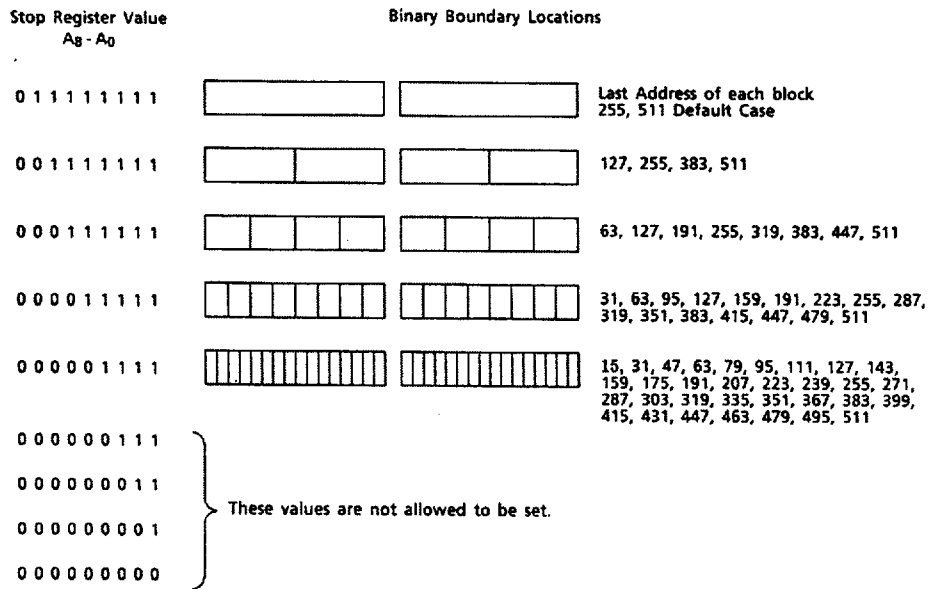 Stop Register Value
A8 - A0
Binary Boundary Locations
0 1 1 1 1 1 1 1 1
Last Address of each block
255, 511 Default Case
0 0 1 1 1 1 1 1 1
127, 255, 383, 511
0 0 0 1 1 1 1 1 1
63, 127, 191, 255, 319, 383, 447, 511
0 0 0 0 1 1 1 1 1
31, 63, 95, 127, 159, 191, 223, 255, 287,
319, 351, 383, 415, 447, 479, 511
0 0 0 0 0 1 1 1 1
15, 31, 47, 63, 79, 95, 111, 127, 143,
159, 175, 191, 207, 223, 239, 255, 271,
287, 303, 319, 335, 351, 367, 383, 399,
415, 431, 447, 463, 479, 495, 511
0 0 0 0 0 0 1 1 1
0 0 0 0 0 0 0 1 1
These values are not allowed to be set.
0 0 0 0 0 0 0 0 1
0 0 0 0 0 0 0 0 0